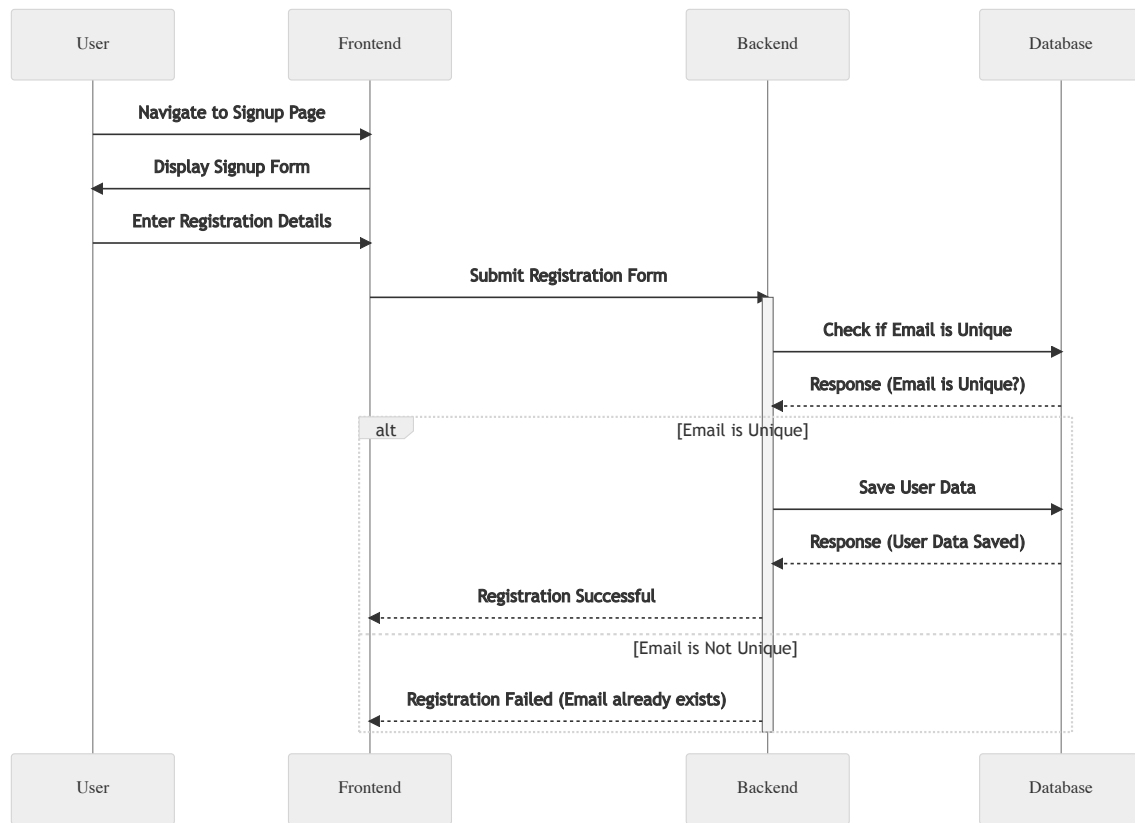 User
Frontend
Backend
Database
Navigate to Signup Page
Display Signup Form
Enter Registration Details
Submit Registration Form
Check if Email is Unique
Response (Email is Unique?)
alt
[Email is Unique]
Save User Data
Response (User Data Saved)
Registration Successful
[Email is Not Unique]
Registration Failed (Email already exists)
User
Frontend
Backend
Database